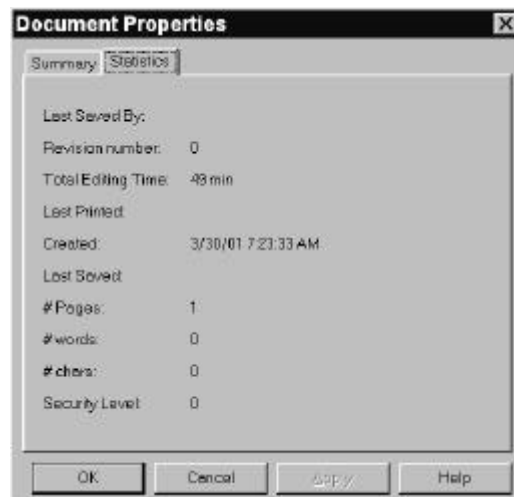 Document Properties
Summary Statistics
Last Saved By:
Revision number: 0
Total Editing Time: 49 min
Last Printed:
Created: 3/30/01 7:23:33 AM
Last Saved:
# Pages: 1
# words: 0
# chars: 0
Security Level: 0
OK Cancel Apply Help